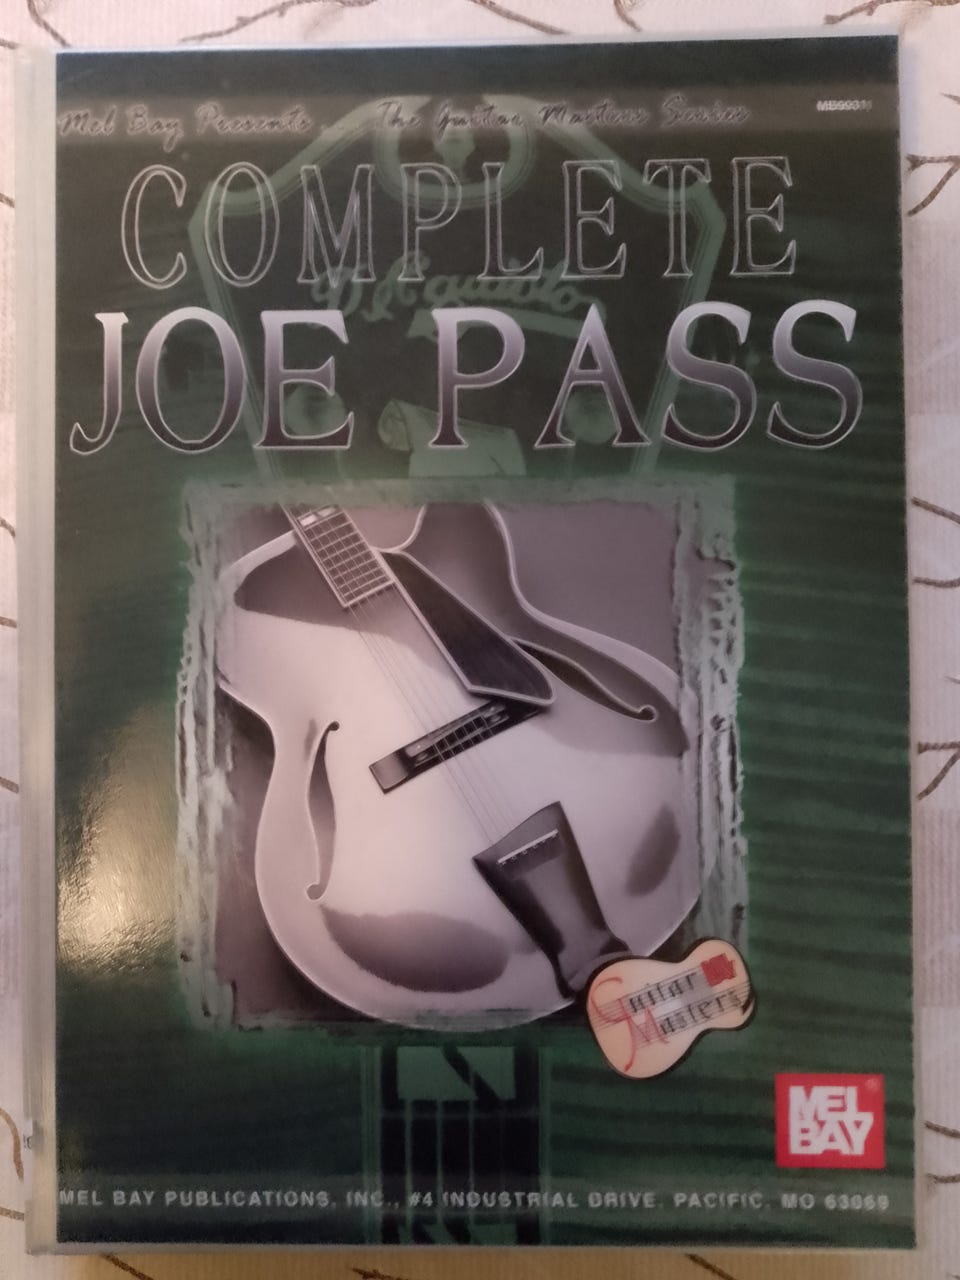 Mel Bay Presents . . . The Guitar Masters Series
COMPLETE
D'Aquisto
JOE PASS
Guitar
Masters
MEL
BAY
®
MEL BAY PUBLICATIONS, INC., #4 INDUSTRIAL DRIVE, PACIFIC, MO 63069